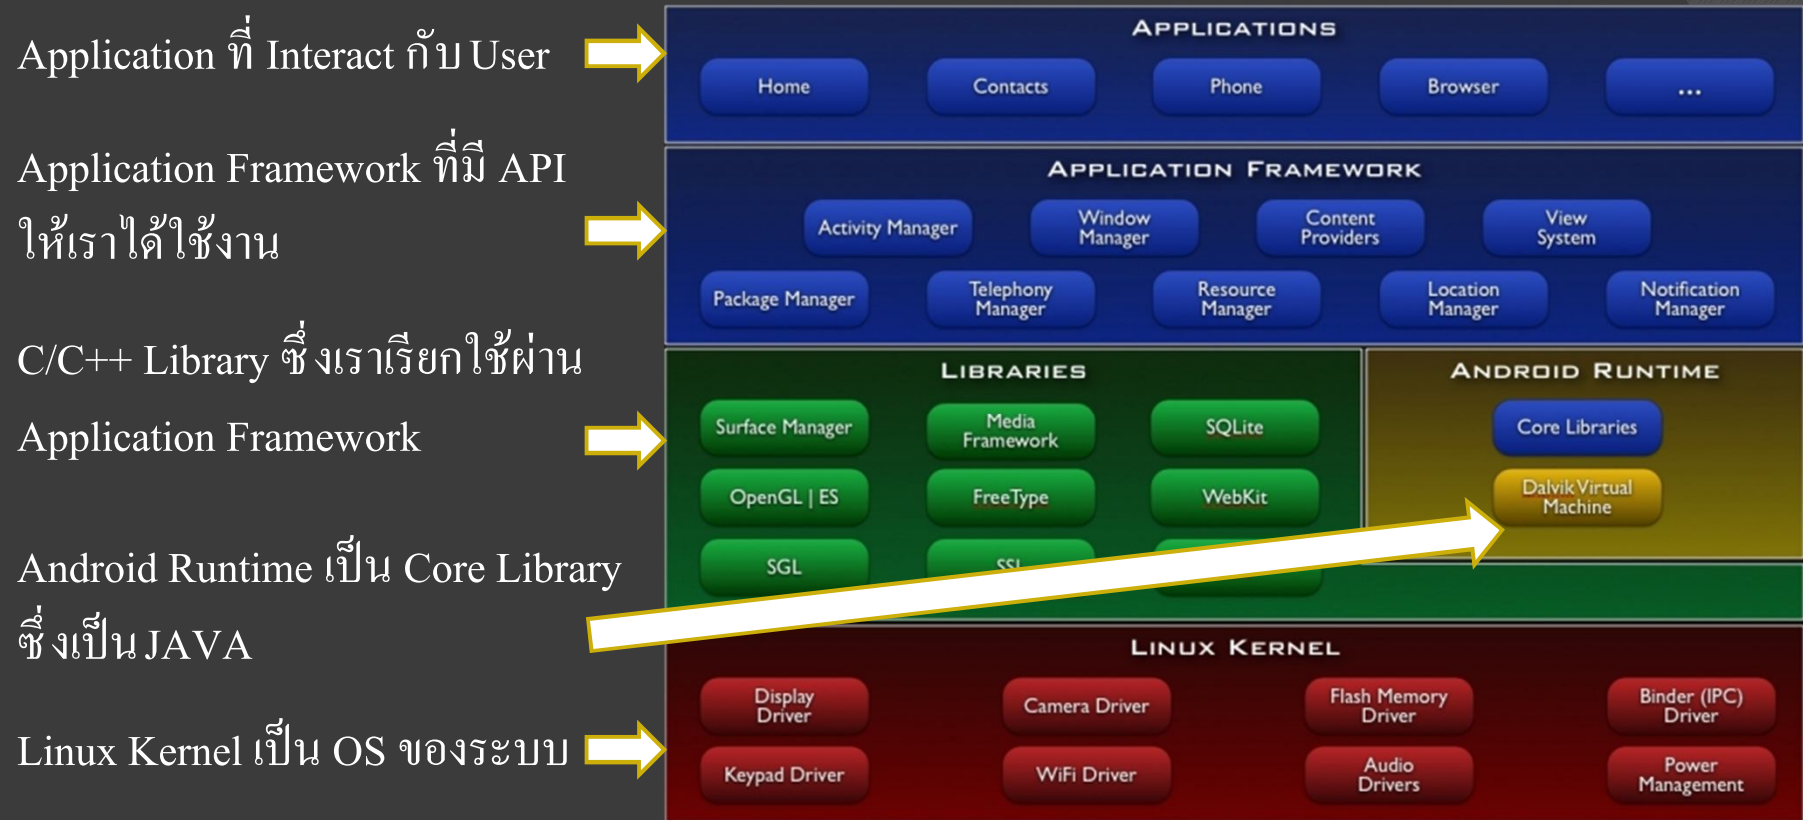 Application ที่ Interact กับ User
Application Framework ที่มี API
ให้เราได้ใช้งาน
C/C++ Library ซึ่งเราเรียกใช้ผ่าน
Application Framework
Android Runtime เป็น Core Library
ซึ่งเป็น JAVA
Linux Kernel เป็น OS ของระบบ
APPLICATIONS
Home Contacts Phone Browser ...
APPLICATION FRAMEWORK
Activity Manager
Window
Manager
Content
Providers
View
System
Package Manager
Telephony
Manager
Resource
Manager
Location
Manager
Notification
Manager
LIBRARIES
Surface Manager
Media
Framework
SQLite
OpenGL | ES
FreeType
WebKit
SGL
SSL
ANDROID RUNTIME
Core Libraries
Dalvik Virtual
Machine
LINUX KERNEL
Display
Driver
Camera Driver
Flash Memory
Driver
Binder (IPC)
Driver
Keypad Driver
WiFi Driver
Audio
Drivers
Power
Management